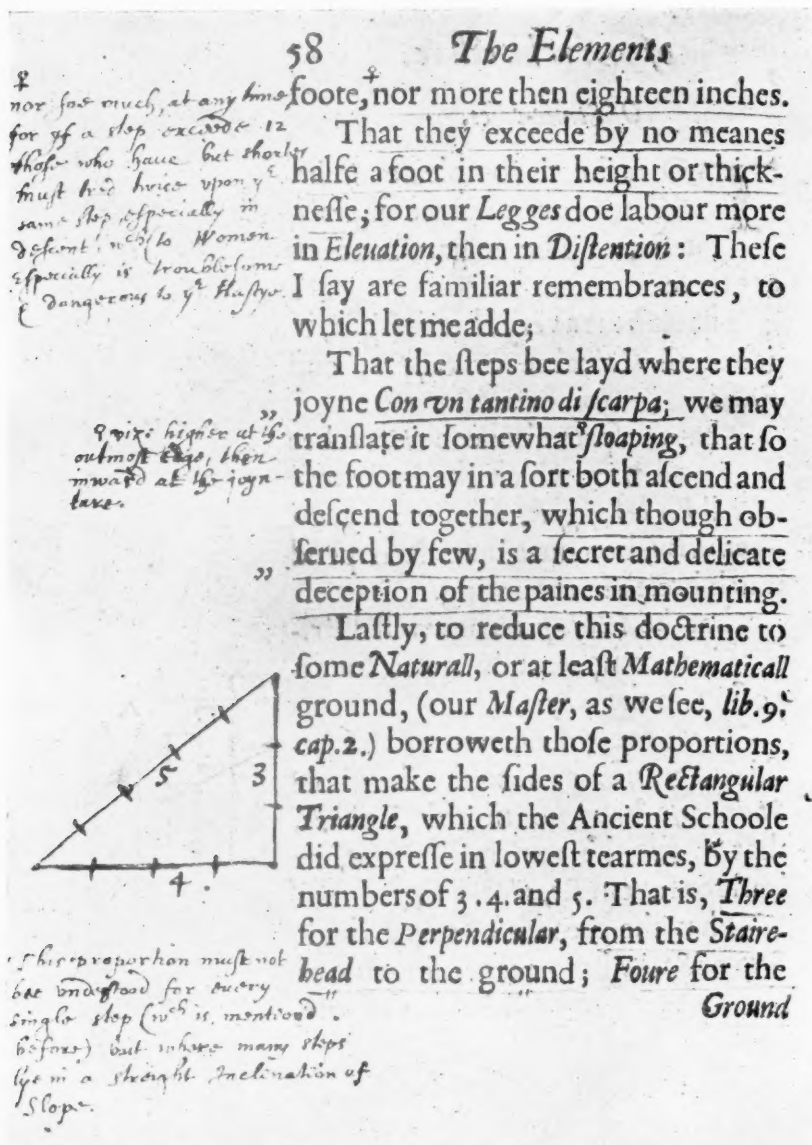 58 The Elements
foote, nor more then eighteen inches.
That they exceede by no meanes
halfe a foot in their height or thick-
nesse; for our Legges doe labour more
in Eleuation, then in Distention: These
I say are familiar remembrances, to
which let me adde;
That the steps bee layd where they
joyne Con vn tantino di scarpa; we may
translate it somewhat sloaping, that so
the foot may in a sort both ascend and
descend together, which though ob-
serued by few, is a secret and delicate
deception of the paines in mounting.
Lastly, to reduce this doctrine to
some Naturall, or at least Mathematicall
ground, (our Master, as we see, lib.9.
cap.2.) borroweth those proportions,
that make the sides of a Rectangular
Triangle, which the Ancient Schoole
did expresse in lowest tearmes, by the
numbers of 3.4. and 5. That is, Three
for the Perpendicular, from the Staire-
head to the ground; Foure for the
Ground
nor soe much, at any time,
for yf a step exceede 12
those who have but shorter
must tred twice vpon yᵉ
same step especially in
descent: wᶜʰ to Women
especially is troublesome
& dangerous to yᵉ Hastye.
viz: higher at the
outmost edge, then
inward at the joyn-
ture.
5
3
4.
This proportion must not
bee vnderstood for every
single step (wᶜʰ is mentiond
before) but where many steps
lye in a streight Inclination of
Slope.